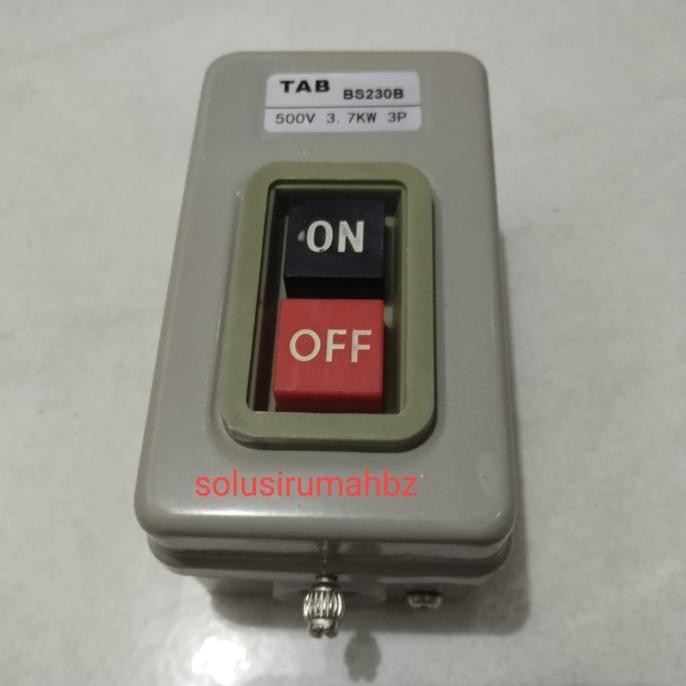 TAB BS230B
500V 3.7KW 3P
ON
OFF
solusirumahbz